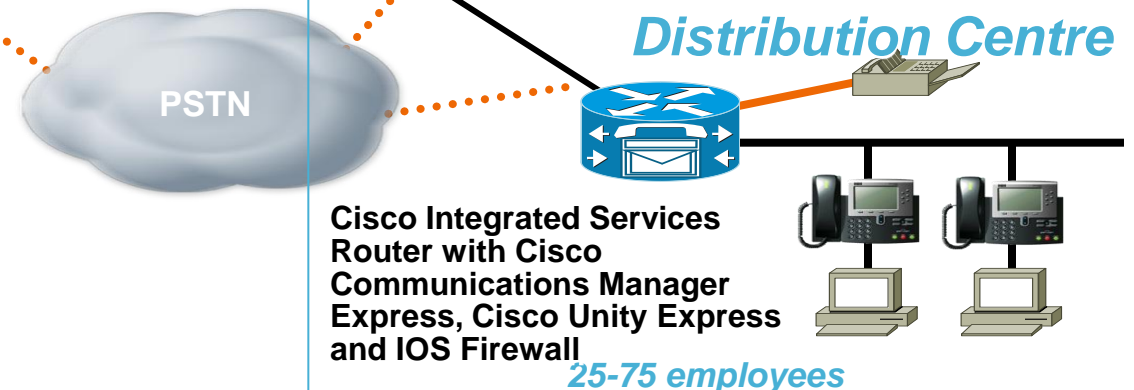 Distribution Centre
PSTN
Cisco Integrated Services
Router with Cisco
Communications Manager
Express, Cisco Unity Express
and IOS Firewall
25-75 employees